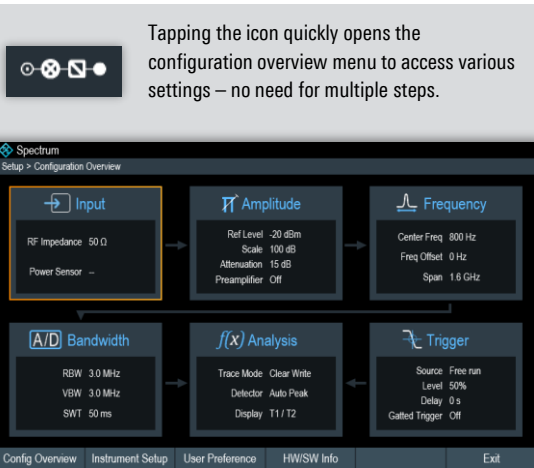 Tapping the icon quickly opens the
configuration overview menu to access various
settings – no need for multiple steps.
Spectrum
Setup > Configuration Overview
Input
RF Impedance 50 Ω
Power Sensor –
Amplitude
Ref Level -20 dBm
Scale 100 dB
Attenuation 15 dB
Preamplifier Off
Frequency
Center Freq 800 Hz
Freq Offset 0 Hz
Span 1.6 GHz
A/D Bandwidth
RBW 3.0 MHz
VBW 3.0 MHz
SWT 50 ms
f(x) Analysis
Trace Mode Clear Write
Detector Auto Peak
Display T1 / T2
Trigger
Source Free run
Level 50%
Delay 0 s
Gatted Trigger Off
Config Overview Instrument Setup User Preference HW/SW Info Exit